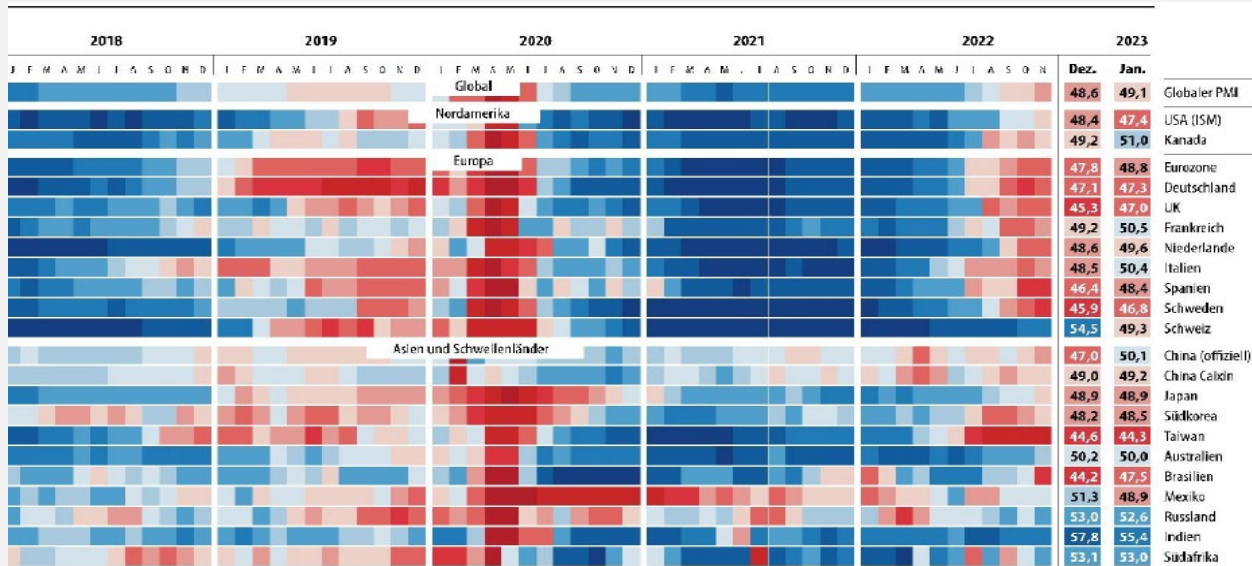 2018 2019 2020 2021 2022 2023
J F M A M J J A S O N D J F M A M J J A S O N D J F M A M J J A S O N D J F M A M J J A S O N D J F M A M J J A S O N Dez. Jan.
Global 48,6 49,1 Globaler PMI
Nordamerika 48,4 47,4 USA (ISM)
49,2 51,0 Kanada
Europa 47,8 48,8 Eurozone
47,1 47,3 Deutschland
45,3 47,0 UK
49,2 50,5 Frankreich
48,6 49,6 Niederlande
48,5 50,4 Italien
46,4 48,4 Spanien
45,9 46,8 Schweden
54,5 49,3 Schweiz
Asien und Schwellenländer 47,0 50,1 China (offiziell)
49,0 49,2 China Caixin
48,9 48,9 Japan
48,2 48,5 Südkorea
44,6 44,3 Taiwan
50,2 50,0 Australien
44,2 47,5 Brasilien
51,3 48,9 Mexiko
53,0 52,6 Russland
57,8 55,4 Indien
53,1 53,0 Südafrika